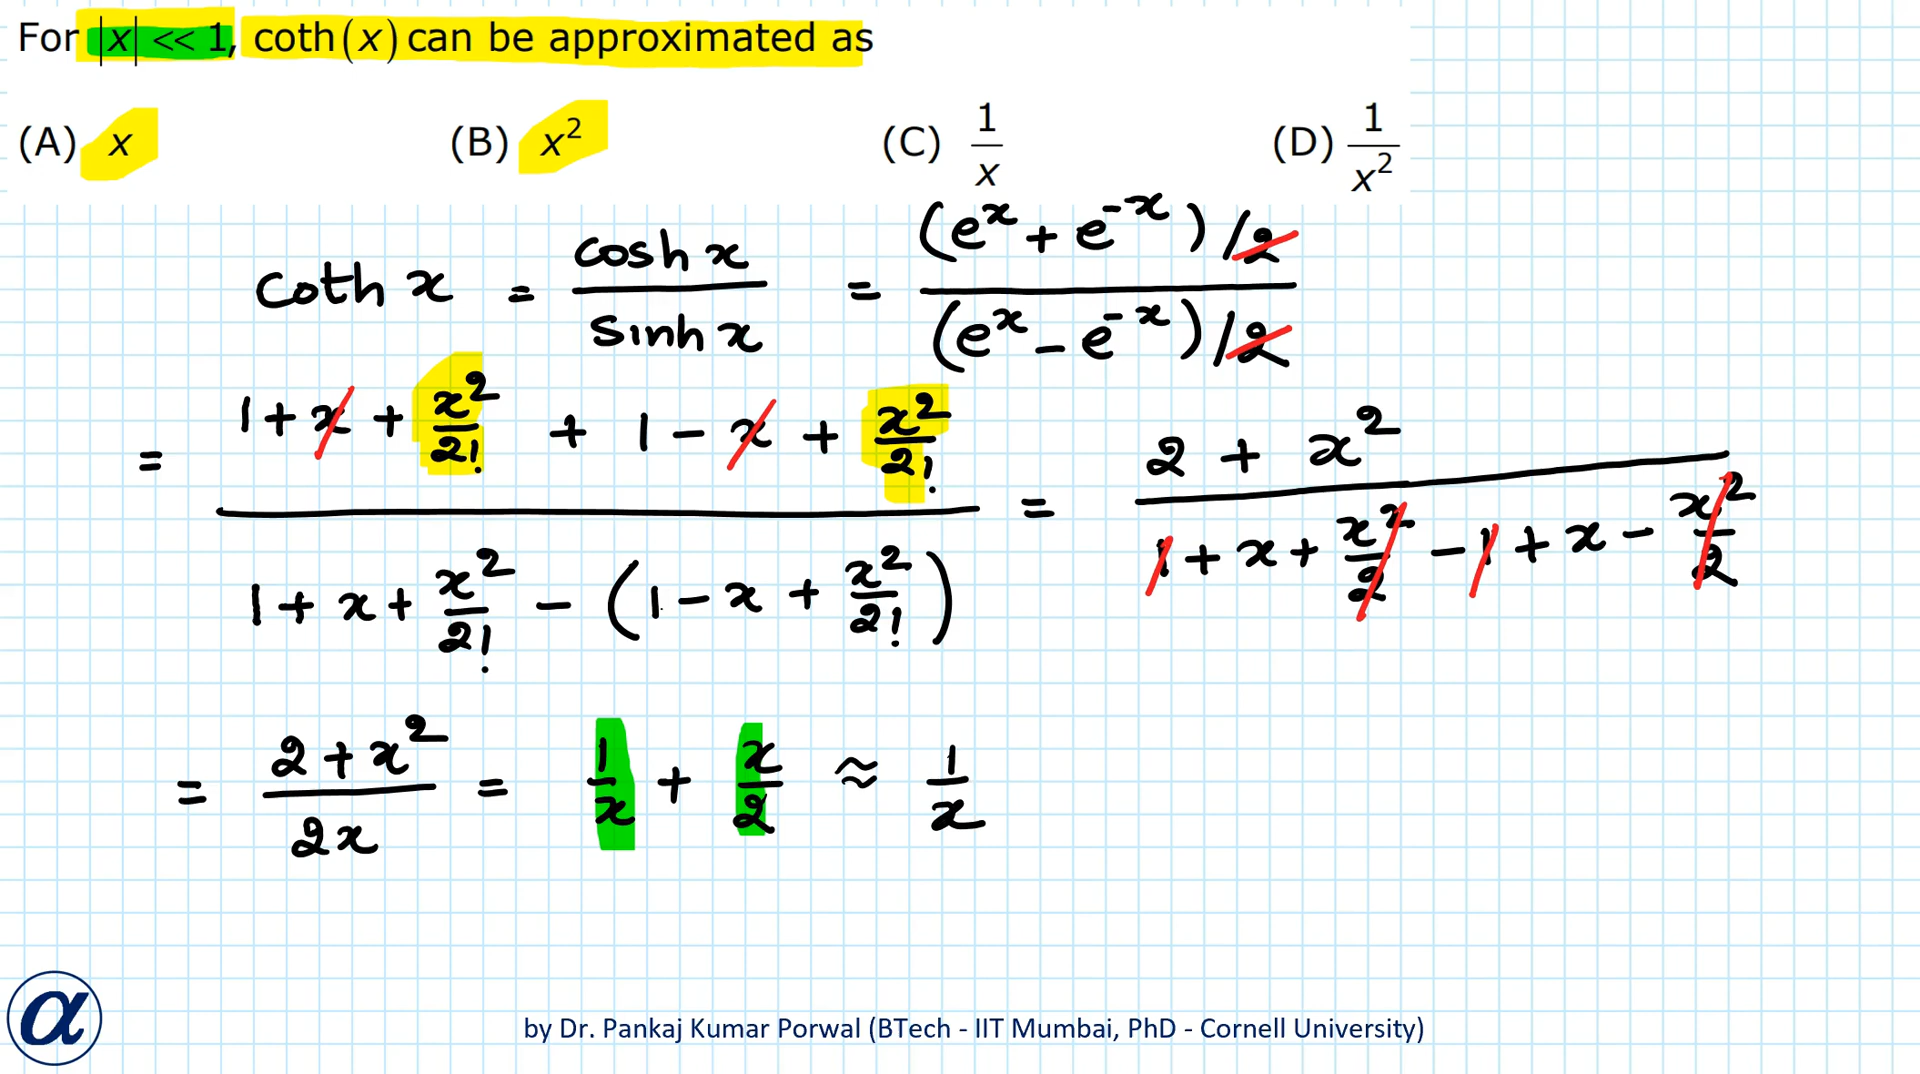 For |x| << 1, coth(x) can be approximated as
(A) x (B) x² (C) 1/x (D) 1/x²
coth x = cosh x / sinh x = (eˣ + e⁻ˣ)/2 / (eˣ - e⁻ˣ)/2
= 1 + x + x²/2! + 1 - x + x²/2! / 1 + x + x²/2! - (1 - x + x²/2!) = 2 + x² / 1 + x + x²/2 - 1 + x - x²/2
= 2 + x² / 2x = 1/x + x/2 ≈ 1/x
α
by Dr. Pankaj Kumar Porwal (BTech - IIT Mumbai, PhD - Cornell University)